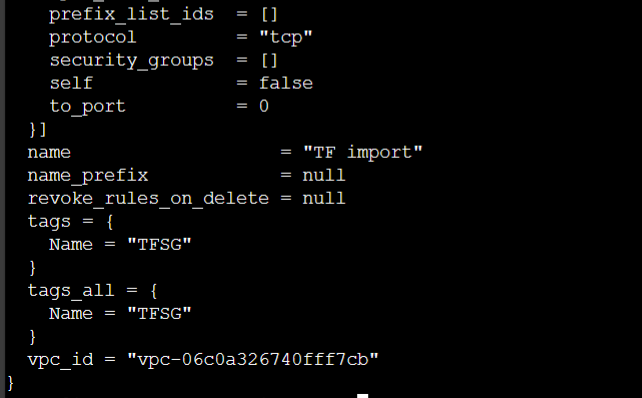 prefix_list_ids = []
protocol = "tcp"
security_groups = []
self = false
to_port = 0
}]
name = "TF import"
name_prefix = null
revoke_rules_on_delete = null
tags = {
Name = "TFSG"
}
tags_all = {
Name = "TFSG"
}
vpc_id = "vpc-06c0a326740fff7cb"
}